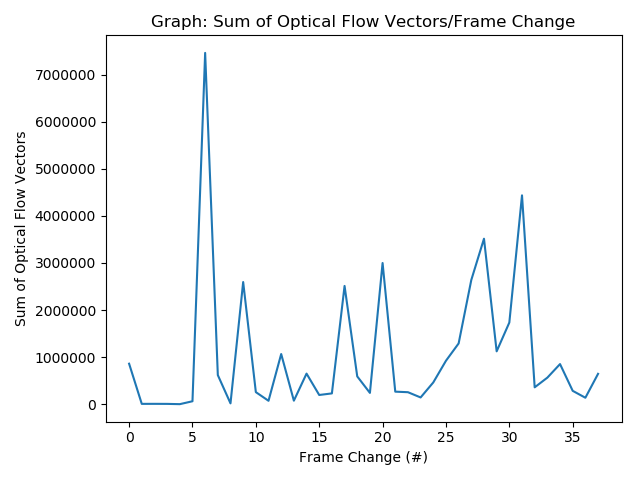 Graph: Sum of Optical Flow Vectors/Frame Change
Sum of Optical Flow Vectors
7000000
6000000
5000000
4000000
3000000
2000000
1000000
0
0 5 10 15 20 25 30 35
Frame Change (#)